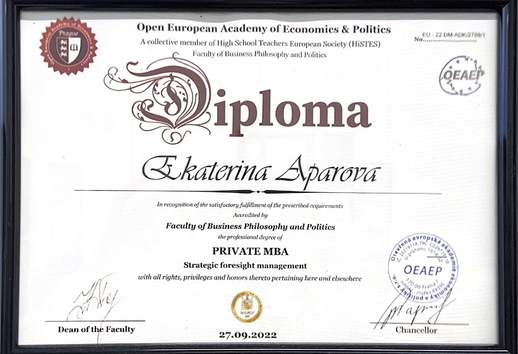 Open European Academy of Economics & Politics
A collective member of High School Teachers European Society (HiSTES)
Faculty of Business Philosophy and Politics
No.
EU - 22 DM ADK/2709/1
Prague
OEAEP
Diploma
Ekaterina Aparova
In recognition of the satisfactory fulfillment of the prescribed requirements
Accredited by
Faculty of Business Philosophy and Politics
the professional degree of
PRIVATE MBA
Strategic foresight management
with all rights, privileges and honors thereto pertaining here and elsewhere
OEAEP
Dean of the Faculty
Chancellor
27.09.2022